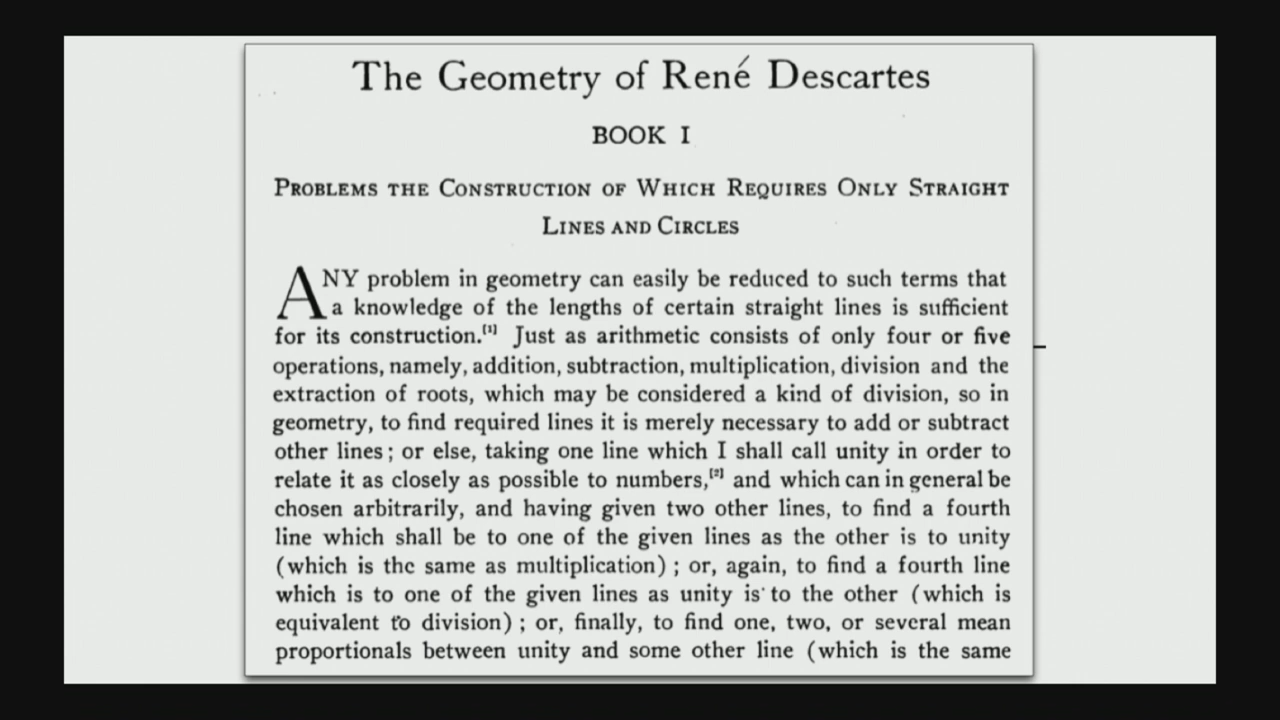 The Geometry of René Descartes
BOOK I
Problems the Construction of Which Requires Only Straight
Lines and Circles
ANY problem in geometry can easily be reduced to such terms that
a knowledge of the lengths of certain straight lines is sufficient
for its construction.[1] Just as arithmetic consists of only four or five
operations, namely, addition, subtraction, multiplication, division and the
extraction of roots, which may be considered a kind of division, so in
geometry, to find required lines it is merely necessary to add or subtract
other lines; or else, taking one line which I shall call unity in order to
relate it as closely as possible to numbers,[2] and which can in general be
chosen arbitrarily, and having given two other lines, to find a fourth
line which shall be to one of the given lines as the other is to unity
(which is the same as multiplication) ; or, again, to find a fourth line
which is to one of the given lines as unity is to the other (which is
equivalent to division) ; or, finally, to find one, two, or several mean
proportionals between unity and some other line (which is the same